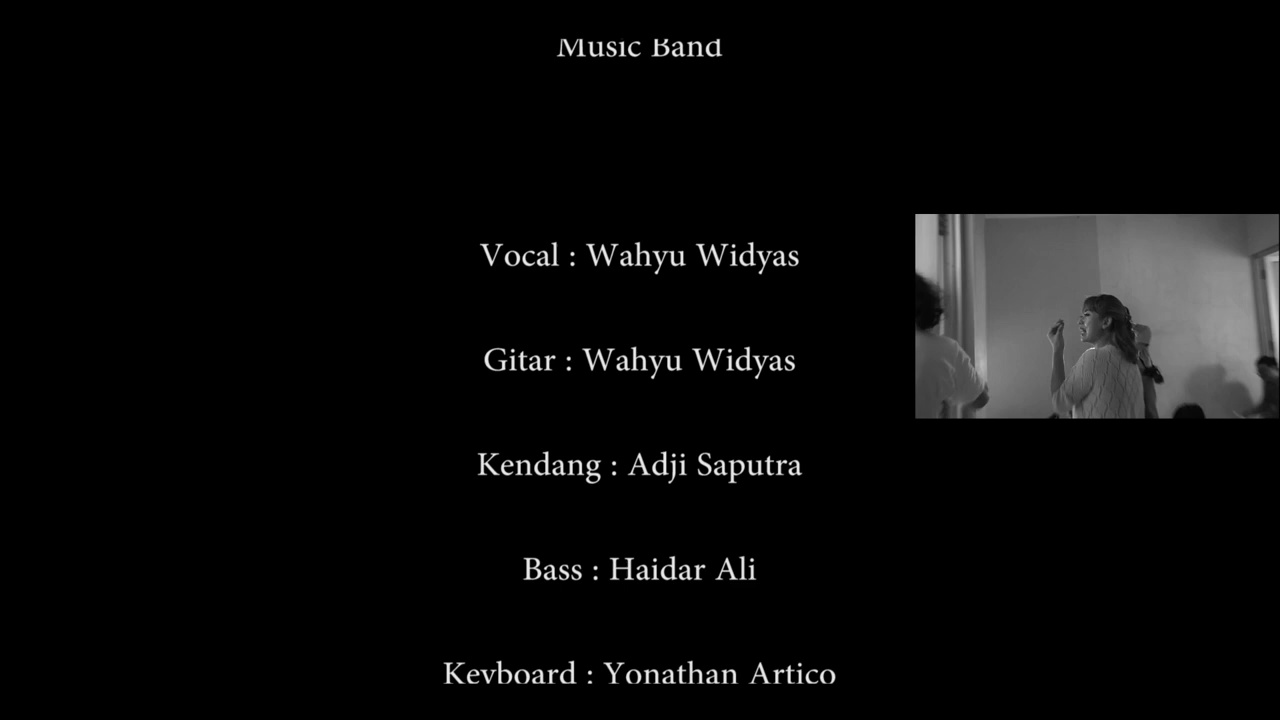 Music Band
Vocal : Wahyu Widyas
Gitar : Wahyu Widyas
Kendang : Adji Saputra
Bass : Haidar Ali
Keyboard : Yonathan Artico